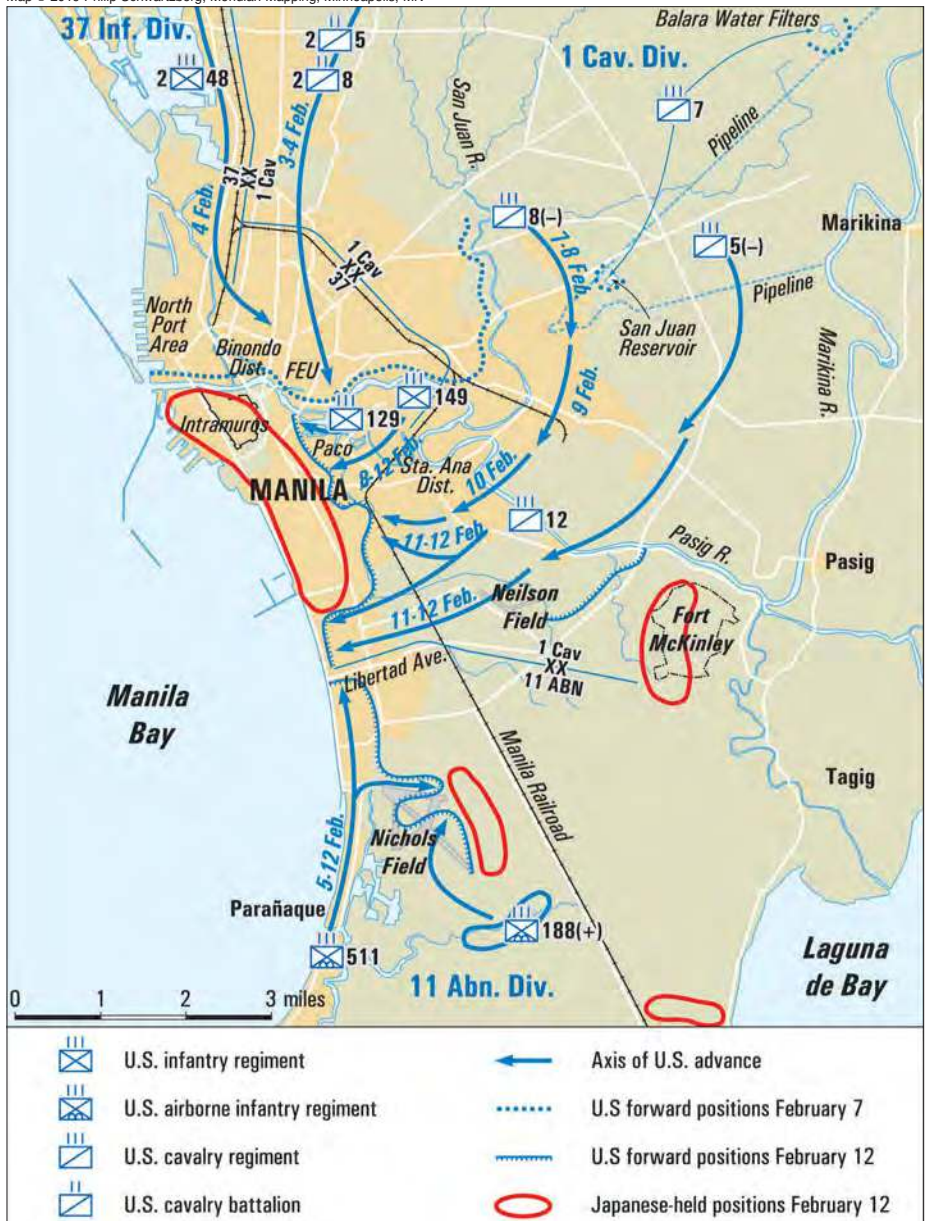 37 Inf. Div.
2 48
2 5
2 8
1 Cav. Div.
Balara Water Filters
7
Pipeline
San Juan R.
3-4 Feb.
4 Feb.
37
XX
1 Cav
1 Cav
XX
37
8(–)
7-8 Feb.
5(–)
Marikina
Pipeline
San Juan
Reservoir
Marikina R.
North
Port
Area
Binondo
Dist.
FEU
149
129
9 Feb.
Intramuros
Paco
8-12 Feb.
Sta. Ana
Dist.
10 Feb.
MANILA
12
11-12 Feb.
Pasig R.
Pasig
11-12 Feb.
Neilson
Field
Fort
McKinley
1 Cav
XX
11 ABN
Libertad Ave.
Manila
Bay
Manila Railroad
Tagig
5-12 Feb.
Nichols
Field
Parañaque
188(+)
511
11 Abn. Div.
Laguna
de Bay
0 1 2 3 miles
U.S. infantry regiment
U.S. airborne infantry regiment
U.S. cavalry regiment
U.S. cavalry battalion
Axis of U.S. advance
U.S forward positions February 7
U.S forward positions February 12
Japanese-held positions February 12